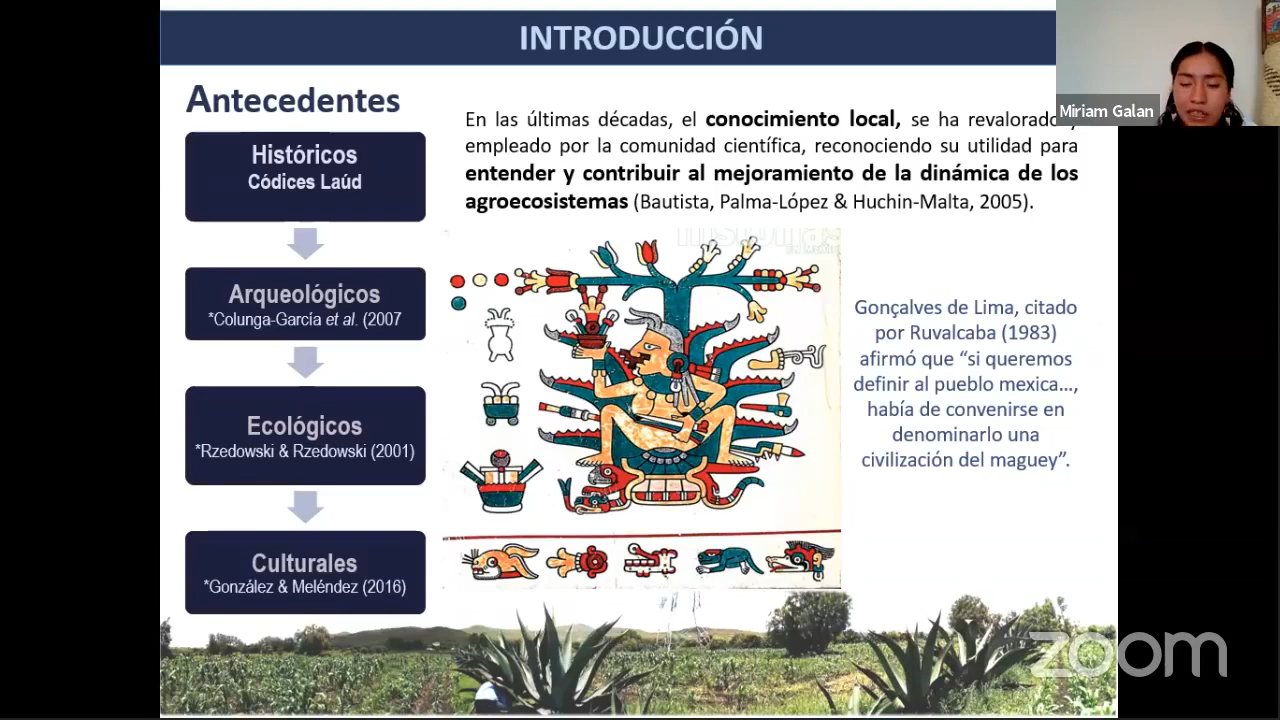 INTRODUCCIÓN
Antecedentes
Históricos
Códices Laúd
Arqueológicos
*Colunga-García et al. (2007
Ecológicos
*Rzedowski & Rzedowski (2001)
Culturales
*González & Meléndez (2016)
En las últimas décadas, el conocimiento local, se ha revalorado
empleado por la comunidad científica, reconociendo su utilidad para
entender y contribuir al mejoramiento de la dinámica de los
agroecosistemas (Bautista, Palma-López & Huchin-Malta, 2005).
Gonçalves de Lima, citado
por Ruvalcaba (1983)
afirmó que “si queremos
definir al pueblo mexica…,
había de convenirse en
denominarlo una
civilización del maguey”.
Miriam Galan
zoom